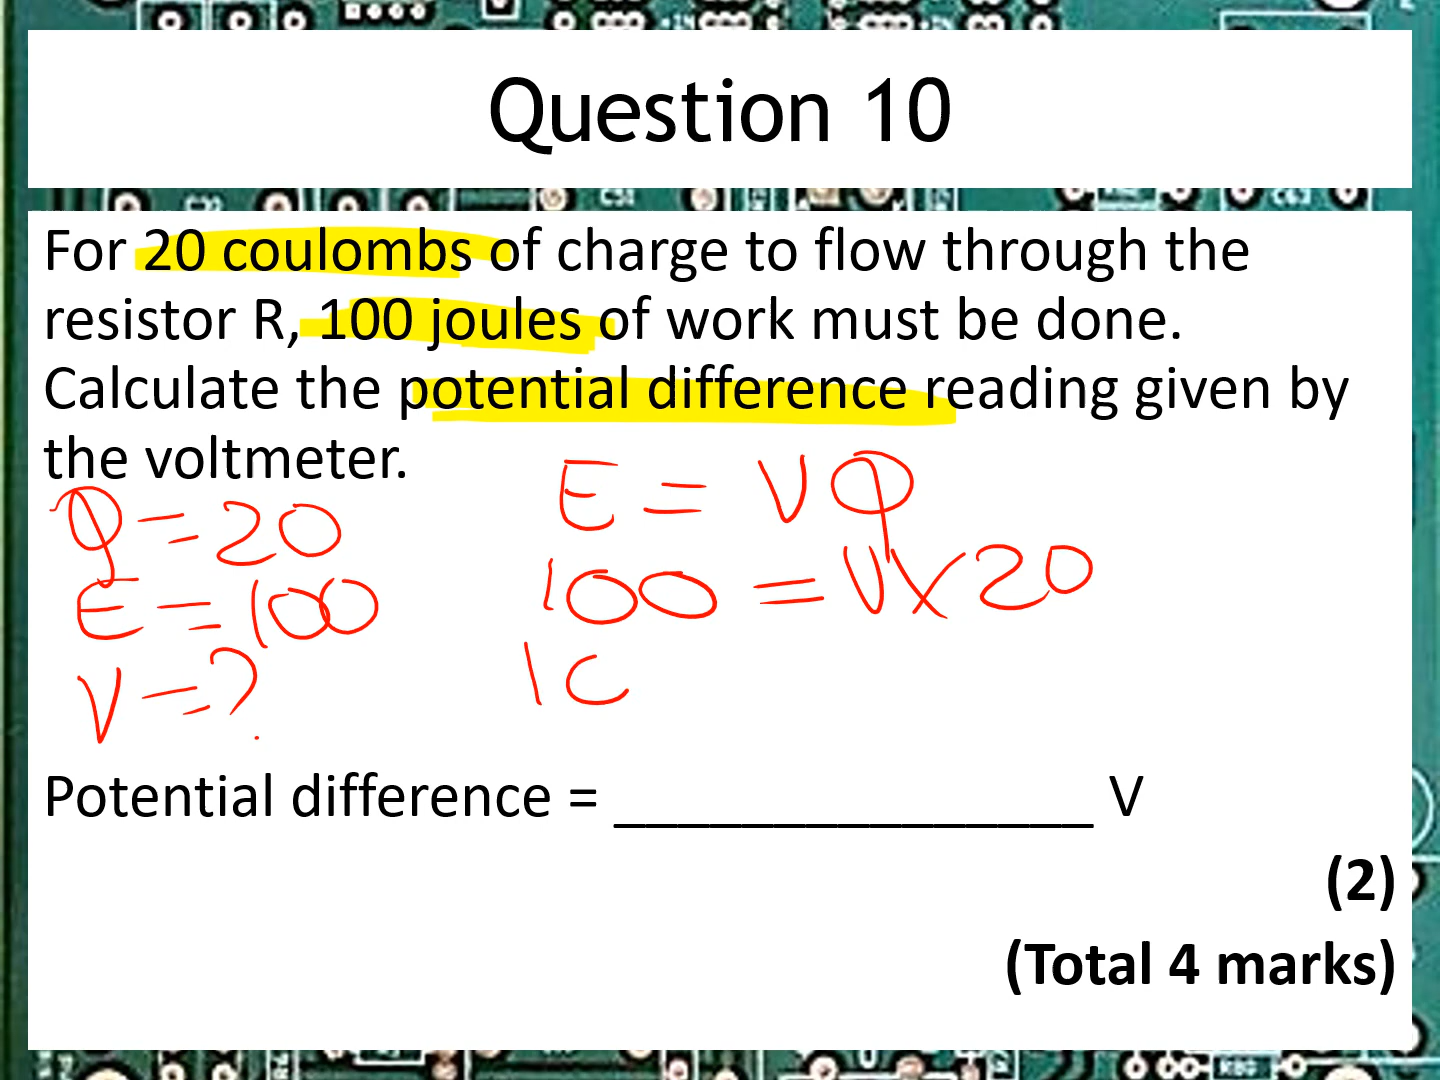 Question 10
For 20 coulombs of charge to flow through the
resistor R, 100 joules of work must be done.
Calculate the potential difference reading given by
the voltmeter.
Q = 20
E = 100
V = ?
E = VQ
100 = V x 20
1C
Potential difference = _______________ V
(2)
(Total 4 marks)